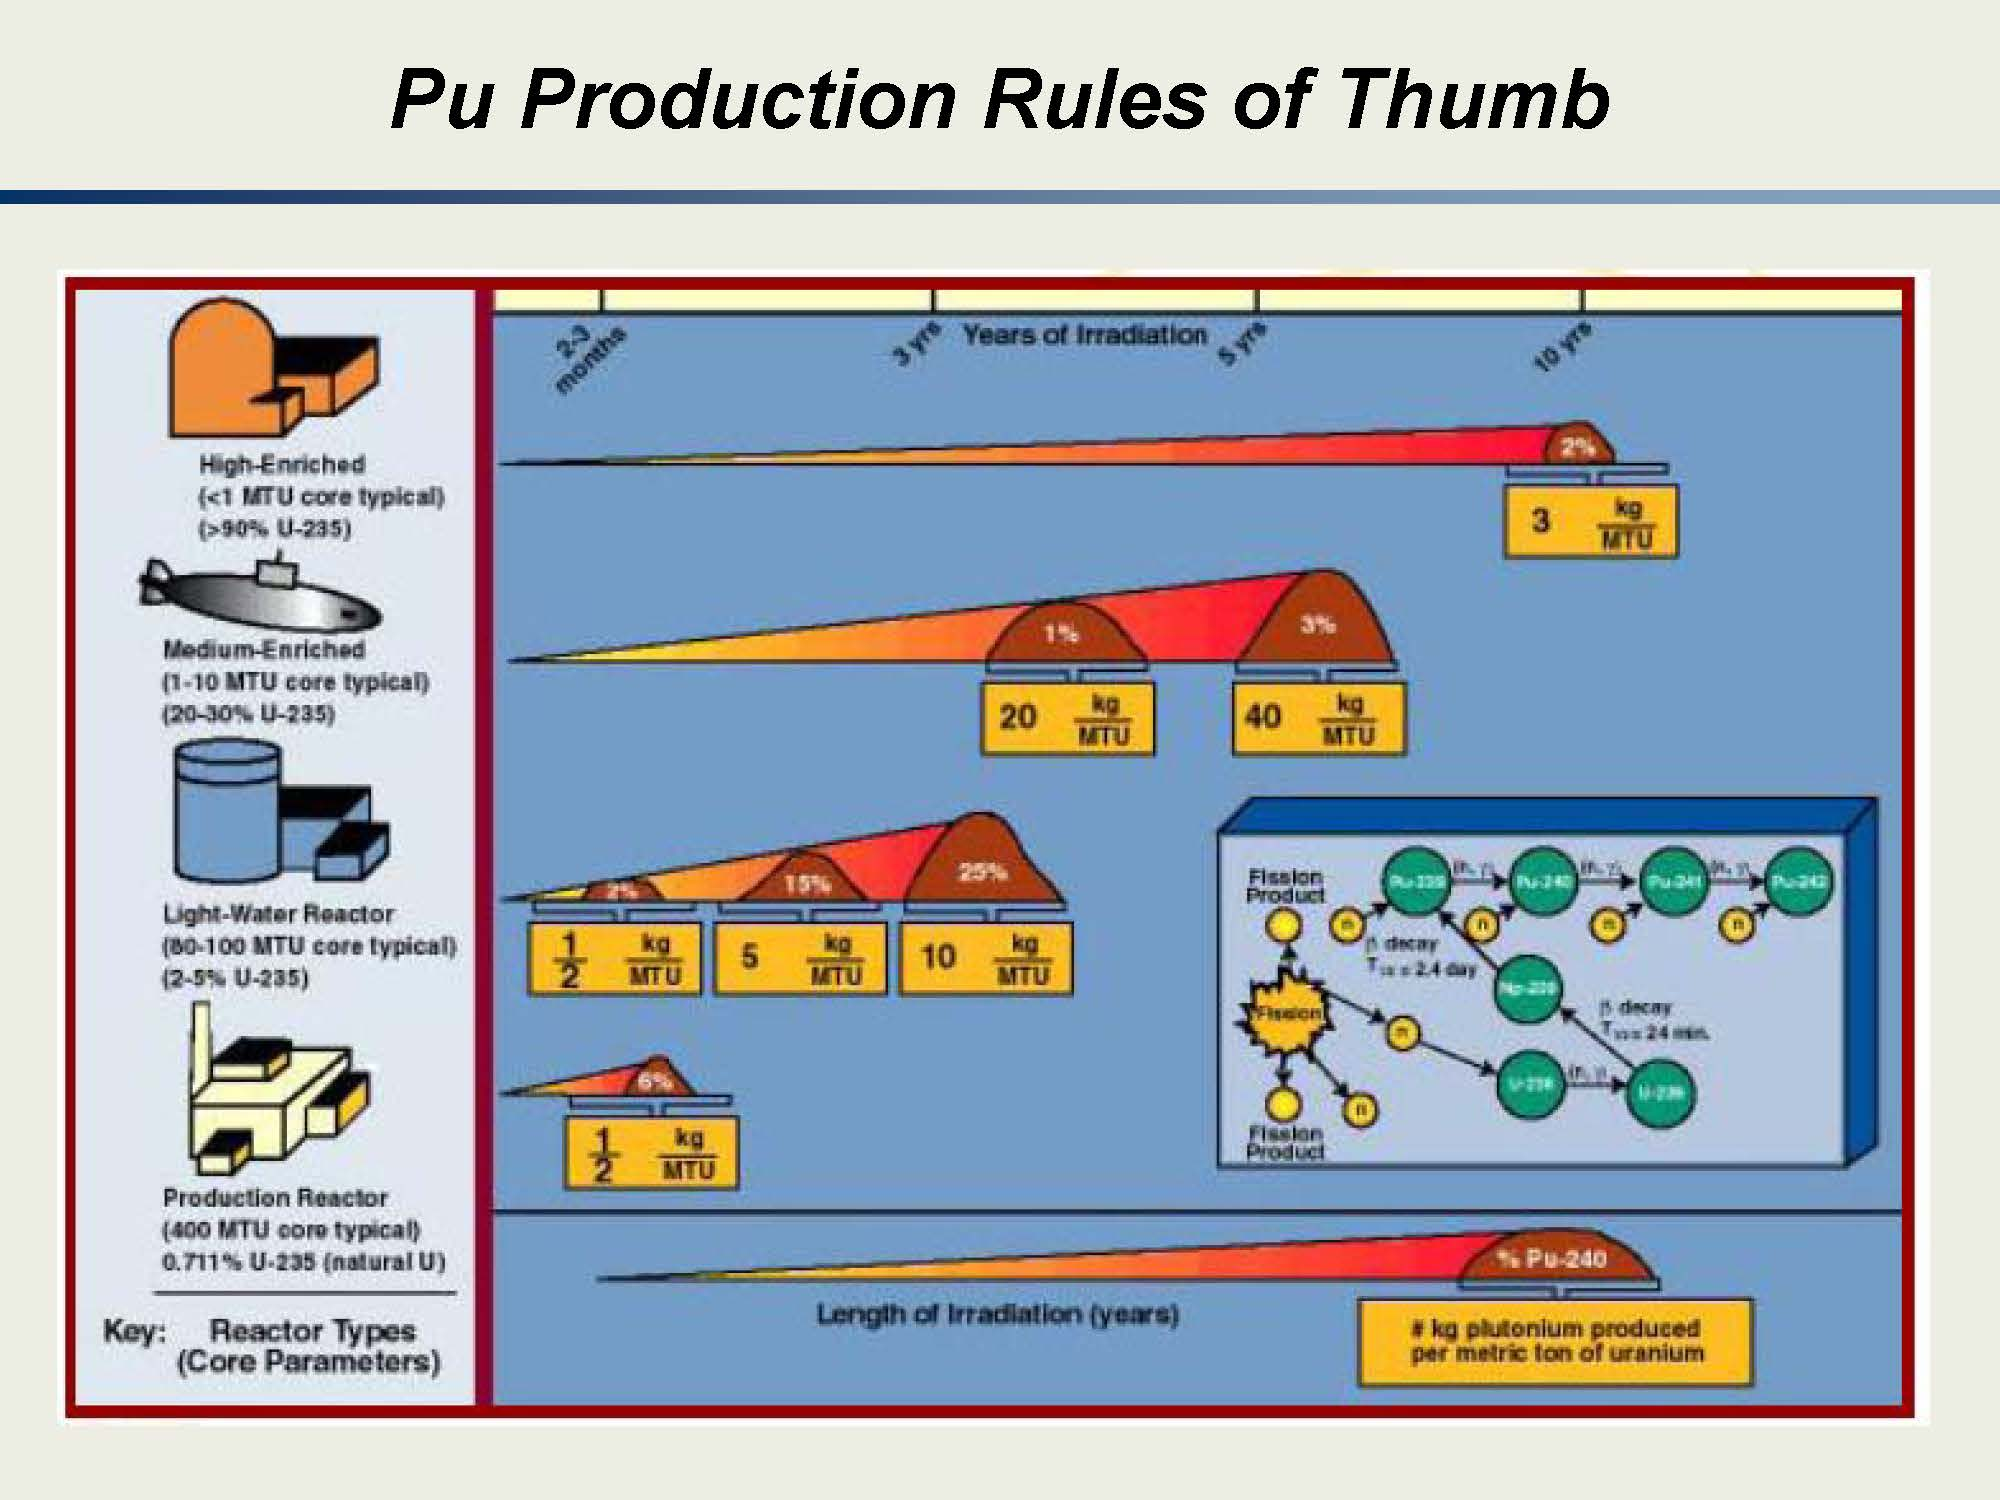 Pu Production Rules of Thumb
2-3
months
3 yrs
Years of Irradiation
5 yrs
10 yrs
High-Enriched
(<1 MTU core typical)
(>90% U-235)
2%
3 kg
MTU
Medium-Enriched
(1-10 MTU core typical)
(20-30% U-235)
1%
3%
20 kg
MTU
40 kg
MTU
Light-Water Reactor
(80-100 MTU core typical)
(2-5% U-235)
2%
15%
25%
1
2
kg
MTU
5 kg
MTU
10 kg
MTU
Production Reactor
(400 MTU core typical)
0.711% U-235 (natural U)
6%
1
2
kg
MTU
Fission
Product
Pu-239
(n, γ)
Pu-240
(n, γ)
Pu-241
(n, γ)
Pu-242
n
n
n
n
β decay
= 2.4 day
Np-239
Fission
n
β decay
= 24 min.
U-238
(n, γ)
U-239
n
Fission
Product
Key: Reactor Types
(Core Parameters)
% Pu-240
Length of Irradiation (years)
# kg plutonium produced
per metric ton of uranium